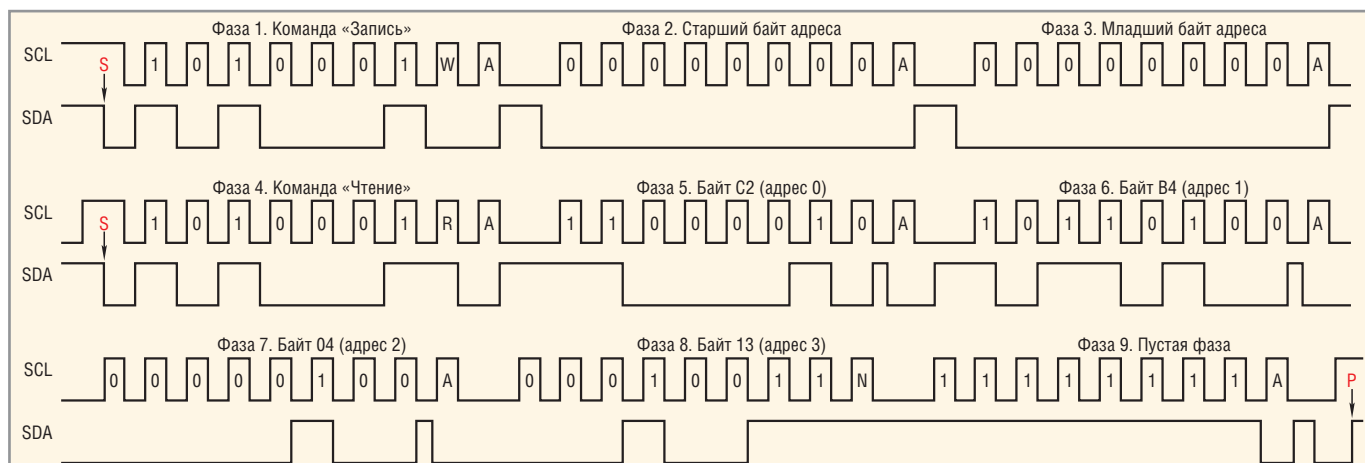 Фаза 1. Команда «Запись» Фаза 2. Старший байт адреса Фаза 3. Младший байт адреса
SCL S 1 0 1 0 0 0 1 W A 0 0 0 0 0 0 0 0 A 0 0 0 0 0 0 0 0 A
SDA
Фаза 4. Команда «Чтение» Фаза 5. Байт C2 (адрес 0) Фаза 6. Байт B4 (адрес 1)
SCL S 1 0 1 0 0 0 1 R A 1 1 0 0 0 0 1 0 A 1 0 1 1 0 1 0 0 A
SDA
Фаза 7. Байт 04 (адрес 2) Фаза 8. Байт 13 (адрес 3) Фаза 9. Пустая фаза
SCL 0 0 0 0 0 1 0 0 A 0 0 0 1 0 0 1 1 N 1 1 1 1 1 1 1 1 A P
SDA